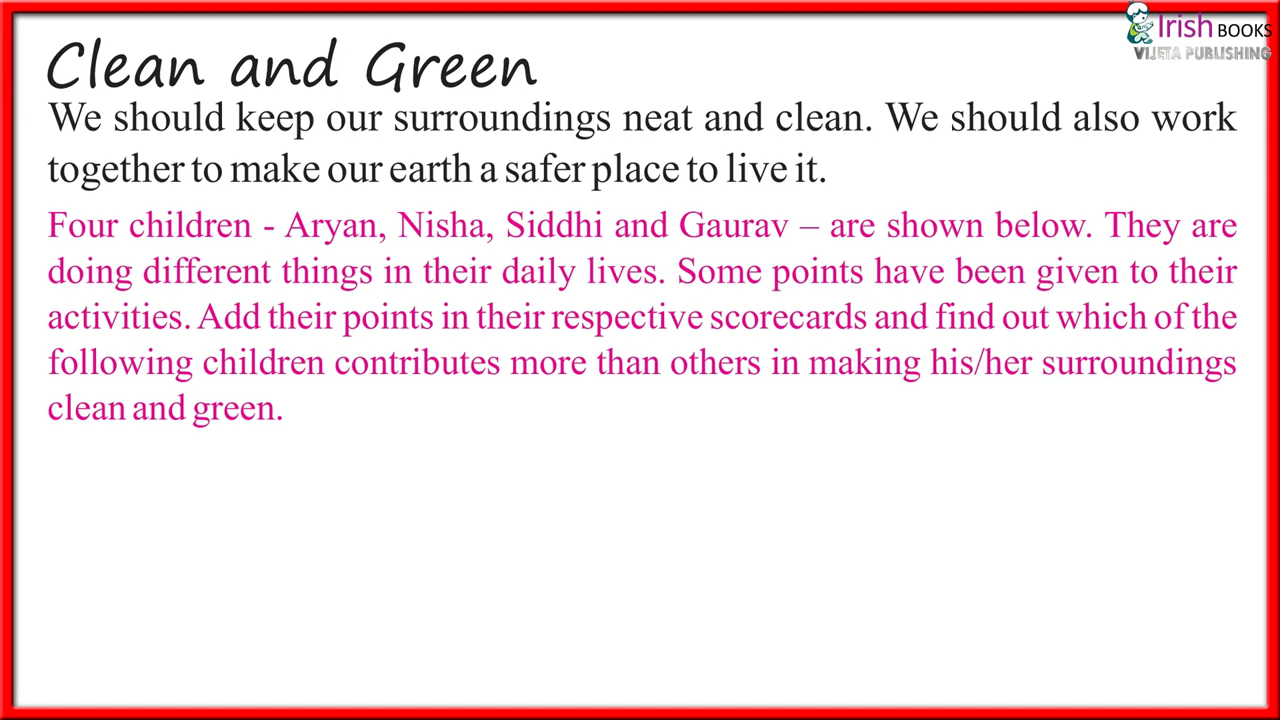 Irish BOOKS
VIJETA PUBLISHING
Clean and Green
We should keep our surroundings neat and clean. We should also work
together to make our earth a safer place to live it.
Four children - Aryan, Nisha, Siddhi and Gaurav – are shown below. They are
doing different things in their daily lives. Some points have been given to their
activities. Add their points in their respective scorecards and find out which of the
following children contributes more than others in making his/her surroundings
clean and green.